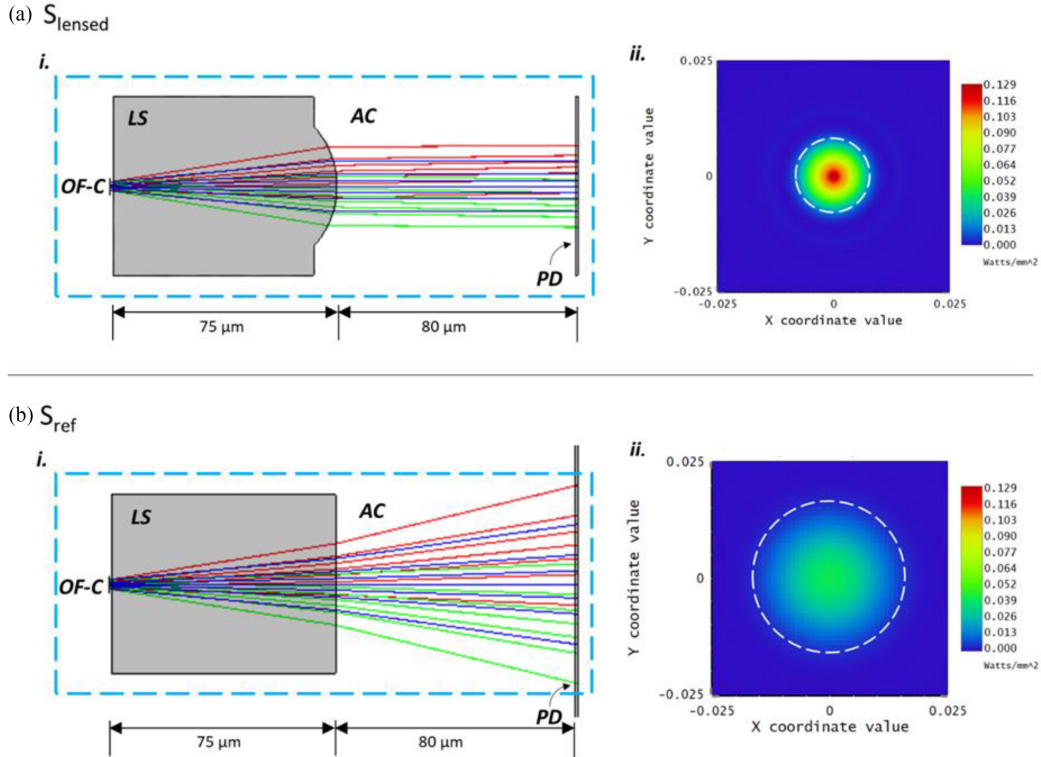 (a) S_lensed
i.
LS
AC
OF-C
PD
75 μm
80 μm
ii.
0.025
0
-0.025
Y coordinate value
-0.025
0
0.025
X coordinate value
0.129
0.116
0.103
0.090
0.077
0.064
0.052
0.039
0.026
0.013
0.000
Watts/mm^2
(b) S_ref
i.
LS
AC
OF-C
PD
75 μm
80 μm
ii.
0.025
0
-0.025
Y coordinate value
-0.025
0
0.025
X coordinate value
0.129
0.116
0.103
0.090
0.077
0.064
0.052
0.039
0.026
0.013
0.000
Watts/mm^2